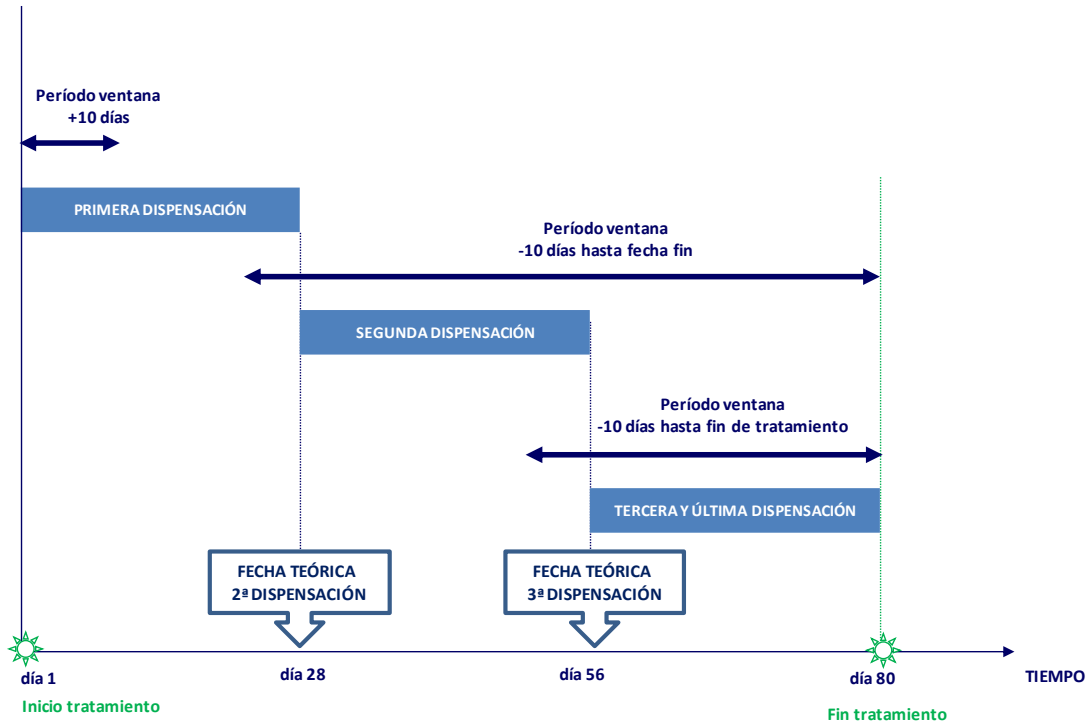 Período ventana
+10 días
PRIMERA DISPENSACIÓN
Período ventana
-10 días hasta fecha fin
SEGUNDA DISPENSACIÓN
Período ventana
-10 días hasta fin de tratamiento
TERCERA Y ÚLTIMA DISPENSACIÓN
FECHA TEÓRICA
2ª DISPENSACIÓN
FECHA TEÓRICA
3ª DISPENSACIÓN
día 1
día 28
día 56
día 80
TIEMPO
Inicio tratamiento
Fin tratamiento